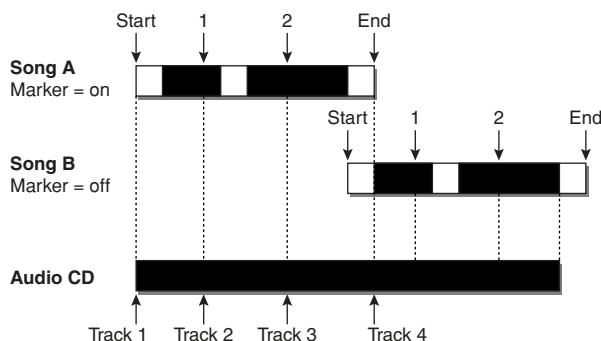 Start 1 2 End
Song A
Marker = on
Start 1 2 End
Song B
Marker = off
Audio CD
Track 1 Track 2 Track 3 Track 4